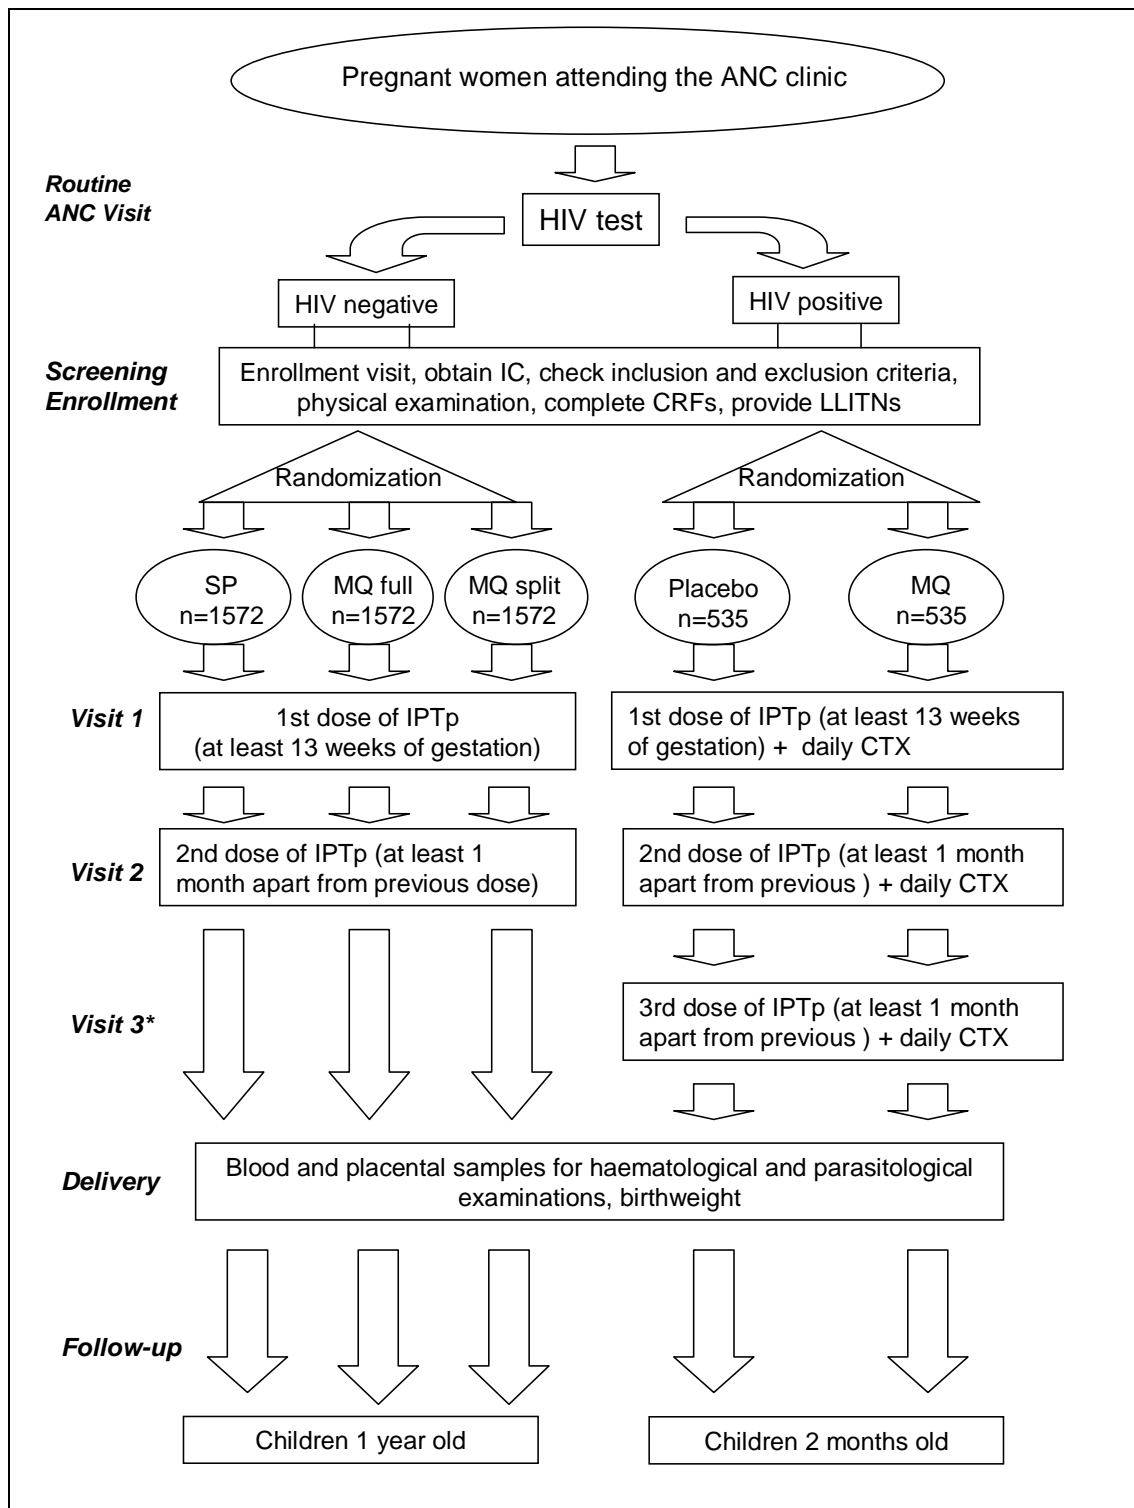 Pregnant women attending the ANC clinic
Routine
ANC Visit
HIV test
HIV negative
HIV positive
Screening
Enrollment
Enrollment visit, obtain IC, check inclusion and exclusion criteria,
physical examination, complete CRFs, provide LLITNs
Randomization
Randomization
SP
n=1572
MQ full
n=1572
MQ split
n=1572
Placebo
n=535
MQ
n=535
Visit 1
1st dose of IPTp
(at least 13 weeks of gestation)
1st dose of IPTp (at least 13 weeks
of gestation) + daily CTX
Visit 2
2nd dose of IPTp (at least 1
month apart from previous dose)
2nd dose of IPTp (at least 1 month
apart from previous ) + daily CTX
Visit 3*
3rd dose of IPTp (at least 1 month
apart from previous ) + daily CTX
Delivery
Blood and placental samples for haematological and parasitological
examinations, birthweight
Follow-up
Children 1 year old
Children 2 months old